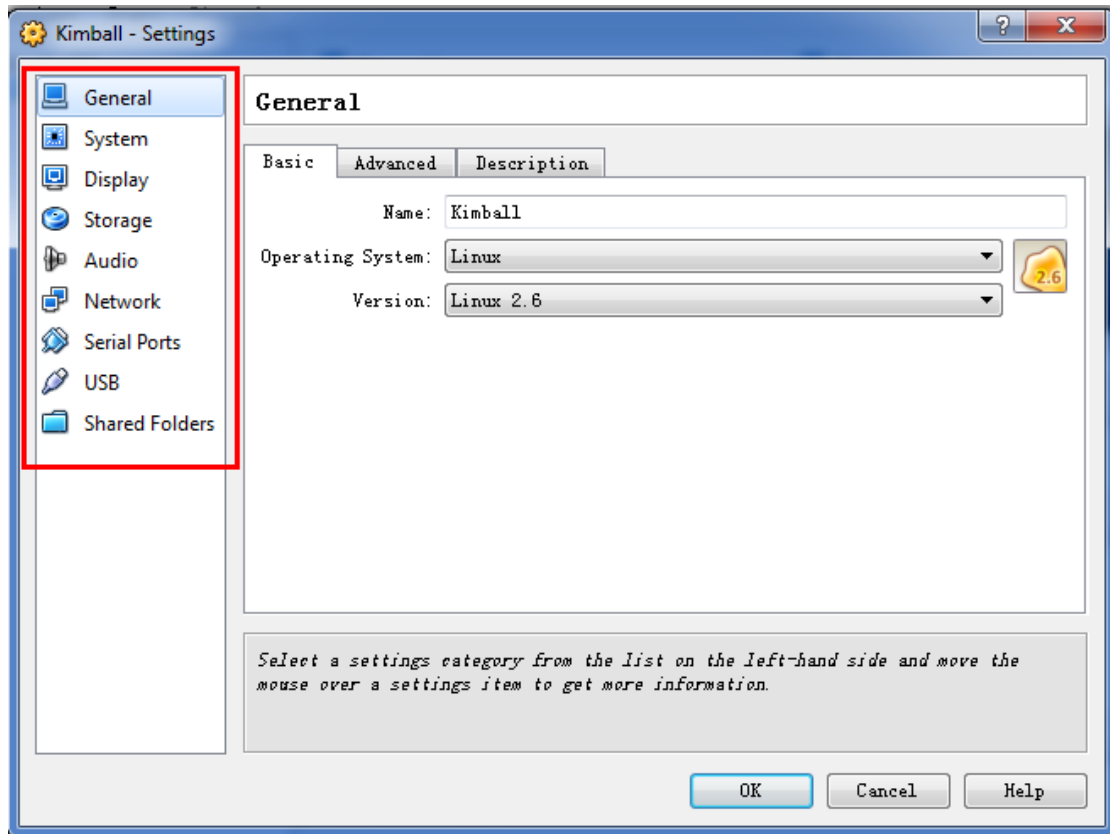 Kimball - Settings
?
X
General
System
Display
Storage
Audio
Network
Serial Ports
USB
Shared Folders
General
Basic Advanced Description
Name: Kimball
Operating System: Linux
2.6
Version: Linux 2.6
Select a settings category from the list on the left-hand side and move the
mouse over a settings item to get more information.
OK Cancel Help